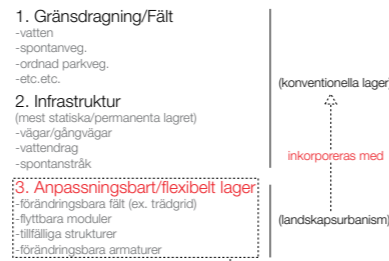 1. Gränsdragning/Fält
-vatten
-spontanveg.
-ordnad parkveg.
-etc.etc.
(konventionella lager)
2. Infrastruktur
(mest statiska/permanenta lagret)
-vägar/gångvägar
-vattendrag
-spontanstråk
inkorporeras med
3. Anpassningsbart/flexibelt lager
-förändringsbara fält (ex. trädgrid)
-flyttbara moduler
-tillfälliga strukturer
-förändringsbara armaturer
(landskapsurbanism)